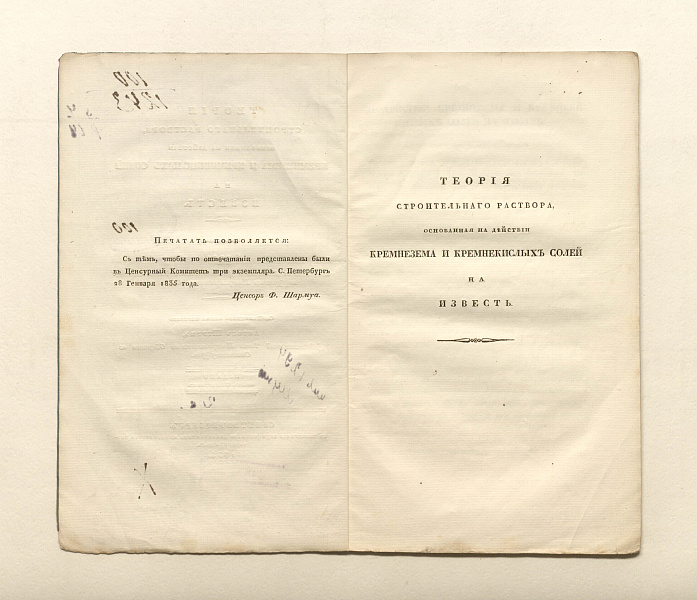 Печатать позволяется:
Съ тѣмъ, чтобы по отпечатаніи представлены были
въ Ценсурный Комитетъ три экземпляра. С. Петербургъ
28 Генваря 1835 года.
Ценсоръ Ф. Шармуа.
ТЕОРІЯ
СТРОИТЕЛЬНАГО РАСТВОРА,
ОСНОВАННАЯ НА ДѢЙСТВІИ
КРЕМНЕЗЕМА И КРЕМНЕКИСЛЫХЪ СОЛЕЙ
НА
ИЗВЕСТЬ.